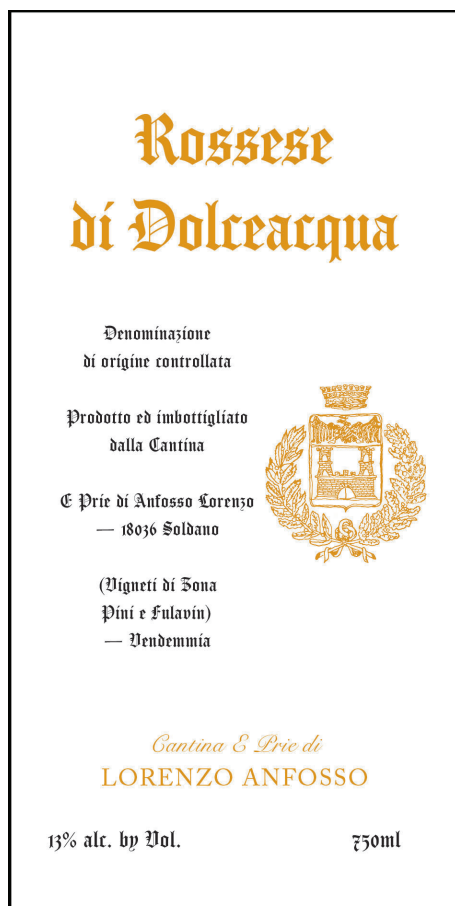 Rossese
di Dolceacqua
Denominazione
di origine controllata
Prodotto ed imbottigliato
dalla Cantina
E Prie di Anfosso Lorenzo
— 18036 Soldano
(Vigneti di Zona
Pini e Fulavin)
— Vendemmia
Cantina E Prie di
LORENZO ANFOSSO
13% alc. by Vol. 750ml